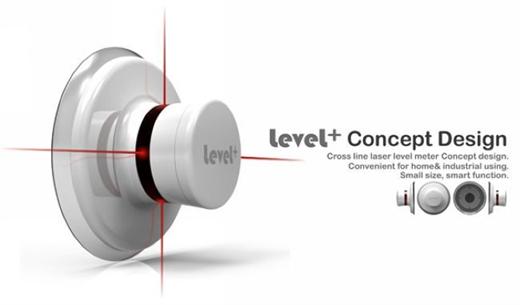 Level+
Level+ Concept Design
Cross line laser level meter Concept design.
Convenient for home& industrial using.
Small size, smart function.